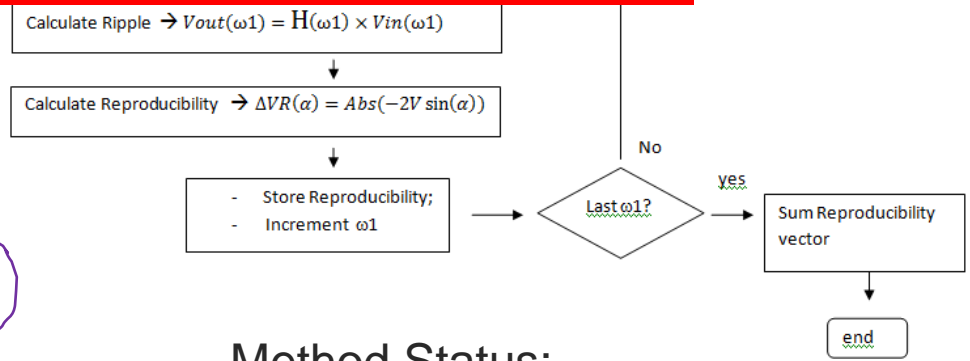 Calculate Ripple → Vout(ω1) = H(ω1) × Vin(ω1)
Calculate Reproducibility → ΔVR(α) = Abs(−2V sin(α))
No
- Store Reproducibility;
- Increment ω1
Last ω1?
yes
Sum Reproducibility
vector
end
Method Status: